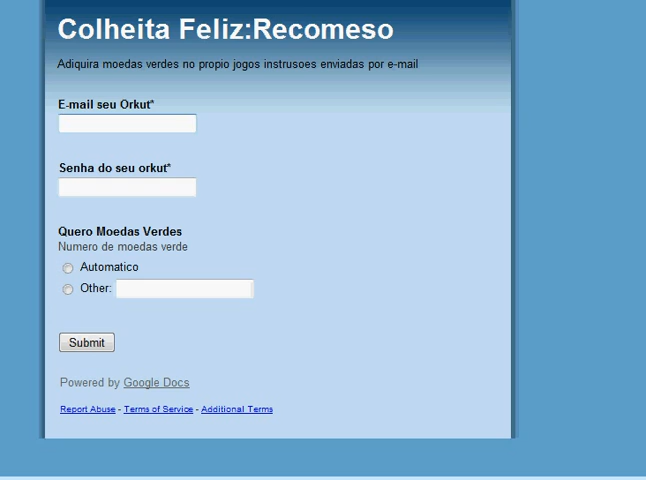 Colheita Feliz:Recomeso
Adiquira moedas verdes no propio jogos instrusoes enviadas por e-mail
E-mail seu Orkut*
Senha do seu orkut*
Quero Moedas Verdes
Numero de moedas verde
Automatico
Other:
Submit
Powered by Google Docs
Report Abuse - Terms of Service - Additional Terms